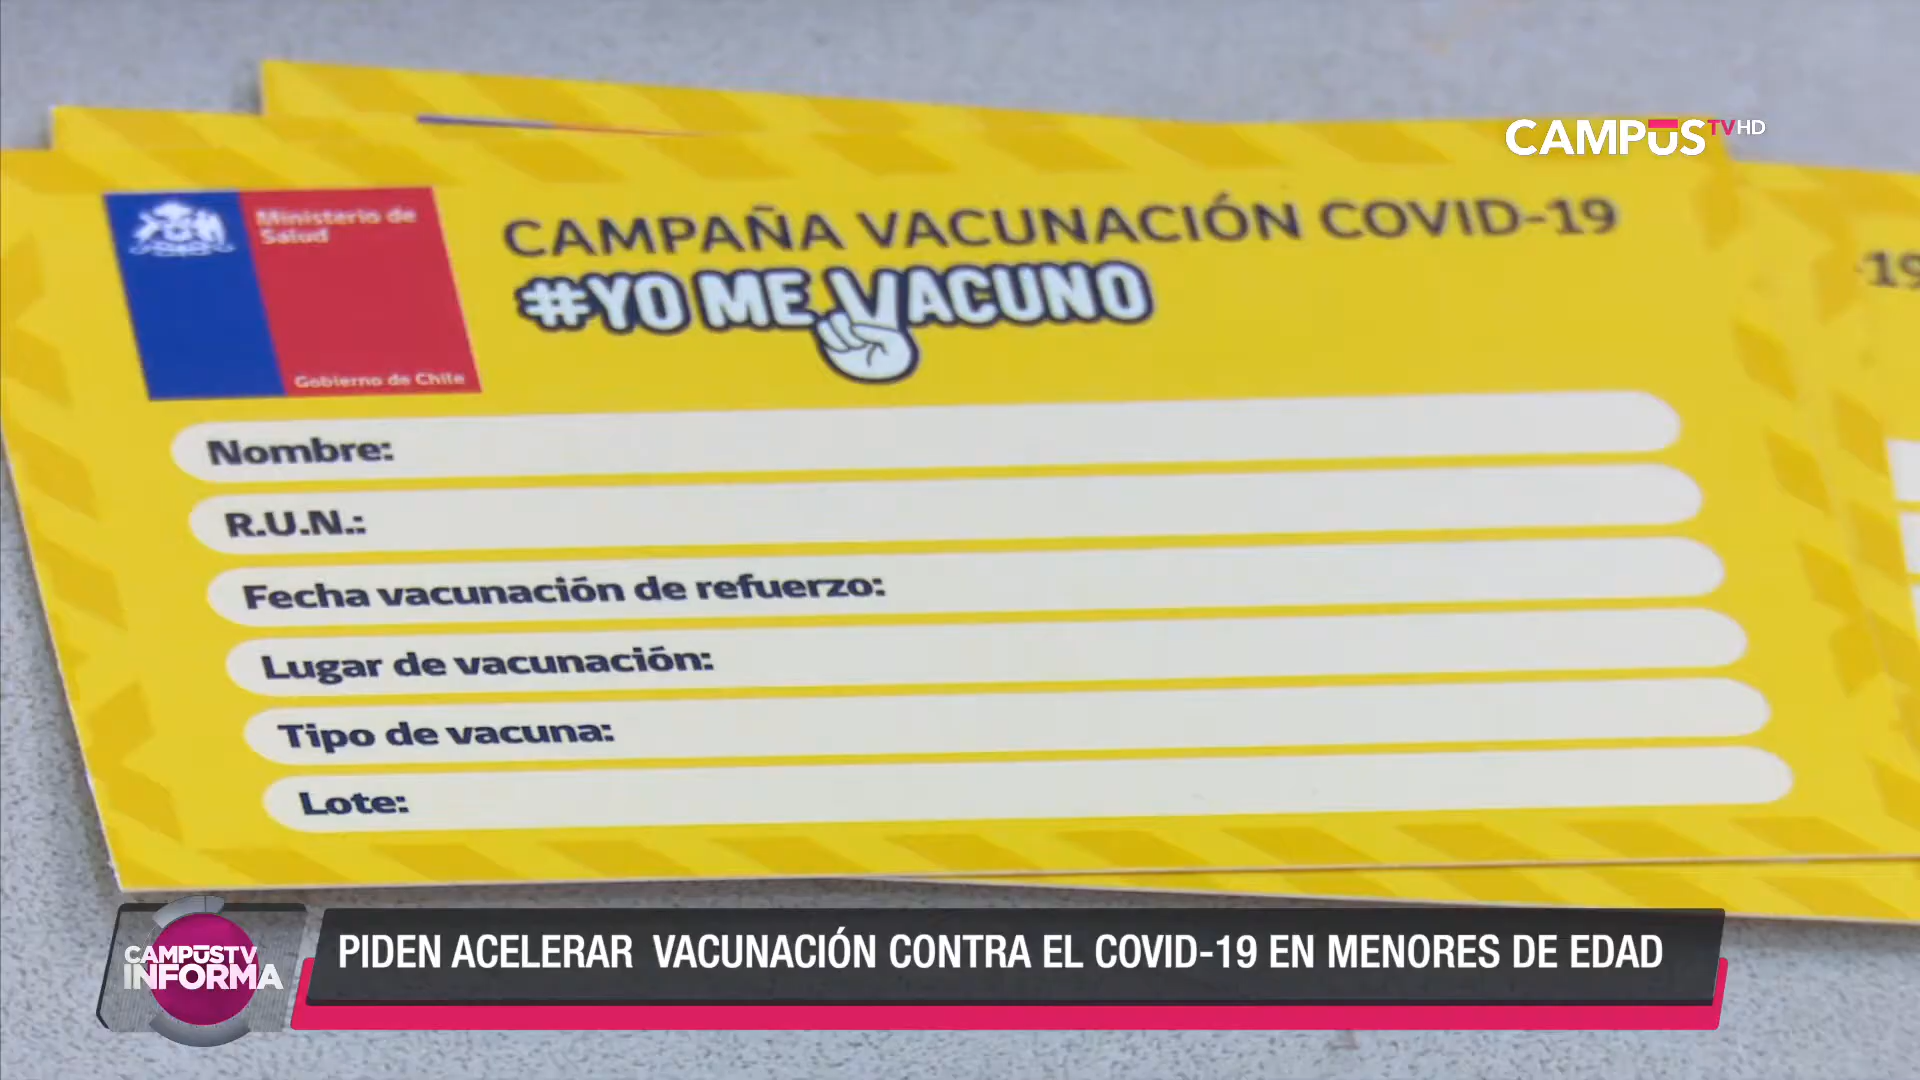 CAMPUSTVHD
Ministerio de
Salud
Gobierno de Chile
CAMPAÑA VACUNACIÓN COVID-19
#YO ME VACUNO
-19
Nombre:
R.U.N.:
Fecha vacunación de refuerzo:
Lugar de vacunación:
Tipo de vacuna:
Lote:
CAMPUSTV
INFORMA
PIDEN ACELERAR VACUNACIÓN CONTRA EL COVID-19 EN MENORES DE EDAD